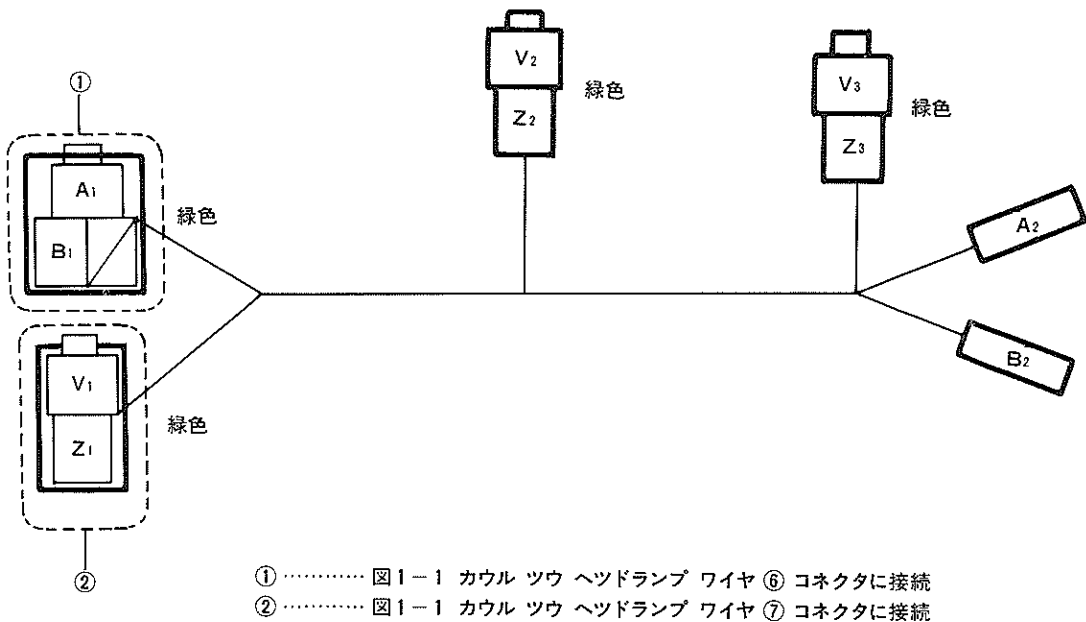 ①
A1
B1
緑色
V1
Z1
緑色
②
V2
Z2
緑色
V3
Z3
緑色
A2
B2
① ………… 図1－1 カウル ツウ ヘツドランプ ワイヤ ⑥ コネクタに接続
② ………… 図1－1 カウル ツウ ヘツドランプ ワイヤ ⑦ コネクタに接続